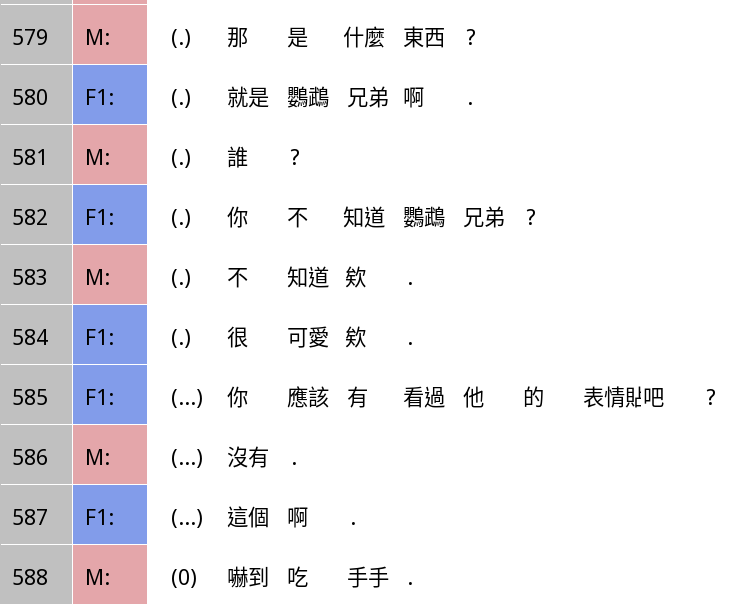 579 M: (.) 那 是 什麼 東西 ?
580 F1: (.) 就是 鸚鵡 兄弟 啊 .
581 M: (.) 誰 ?
582 F1: (.) 你 不 知道 鸚鵡 兄弟 ?
583 M: (.) 不 知道 欸 .
584 F1: (.) 很 可愛 欸 .
585 F1: (...) 你 應該 有 看過 他 的 表情貼吧 ?
586 M: (...) 沒有 .
587 F1: (...) 這個 啊 .
588 M: (0) 嚇到 吃 手手 .